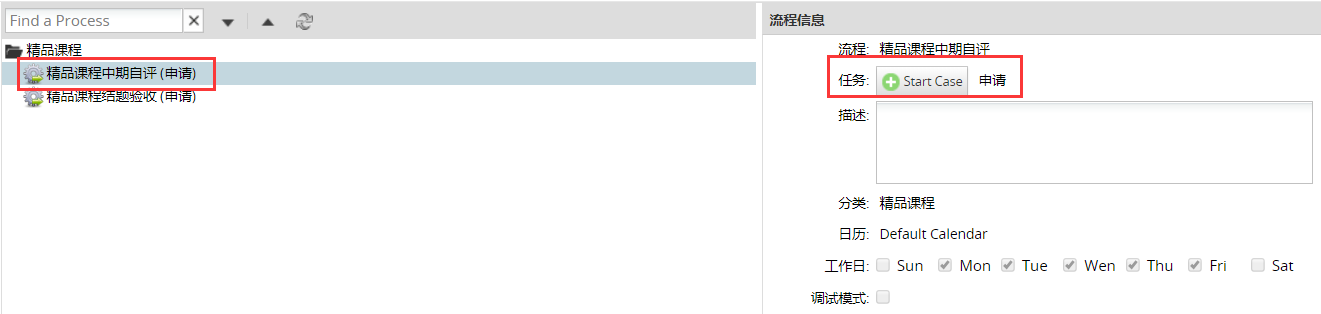 Find a Process
精品课程
精品课程中期自评 (申请)
精品课程结题验收 (申请)
流程信息
流程: 精品课程中期自评
任务: Start Case 申请
描述:
分类: 精品课程
日历: Default Calendar
工作日: Sun Mon Tue Wen Thu Fri Sat
调试模式: